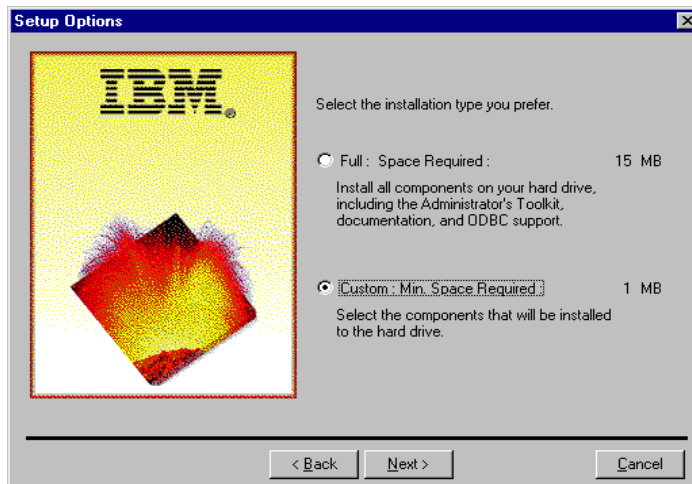 Setup Options
IBM®
Select the installation type you prefer.
Full : Space Required : 15 MB
Install all components on your hard drive,
including the Administrator's Toolkit,
documentation, and ODBC support.
Custom : Min. Space Required : 1 MB
Select the components that will be installed
to the hard drive.
< Back Next > Cancel